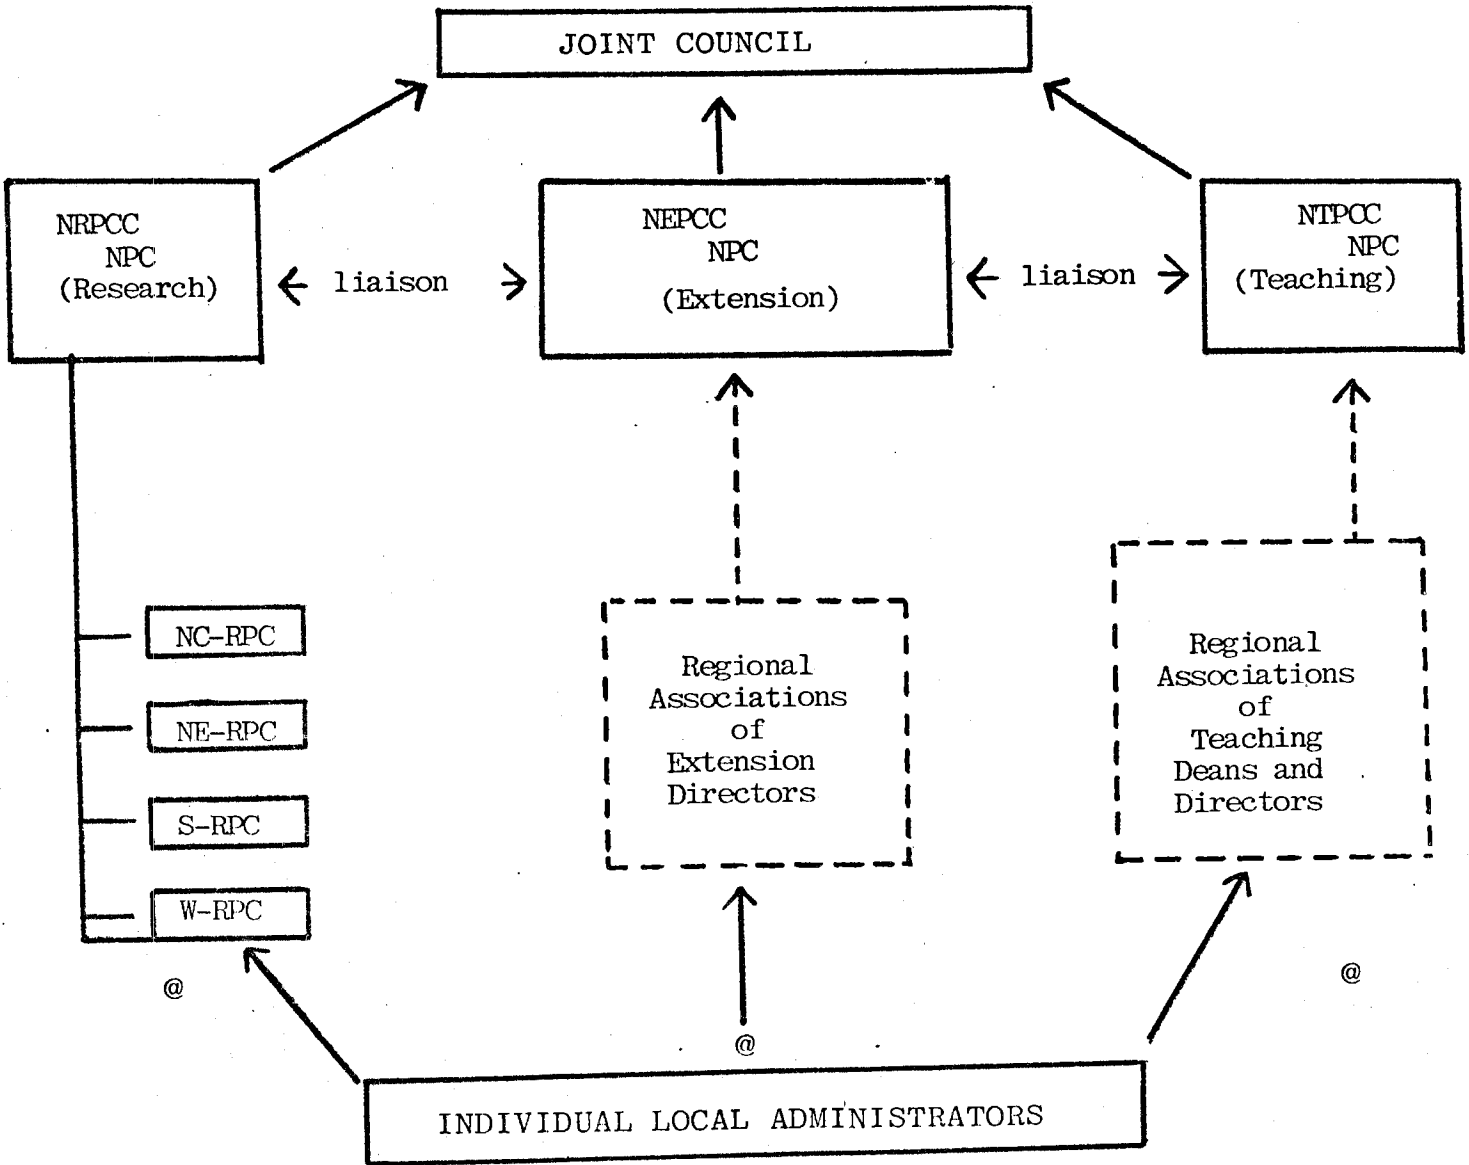 JOINT COUNCIL
NRPCC
NPC
(Research)
liaison
NEPCC
NPC
(Extension)
liaison
NTPCC
NPC
(Teaching)
NC-RPC
NE-RPC
S-RPC
W-RPC
@
Regional
Associations
of
Extension
Directors
@
Regional
Associations
of
Teaching
Deans and
Directors
@
INDIVIDUAL LOCAL ADMINISTRATORS